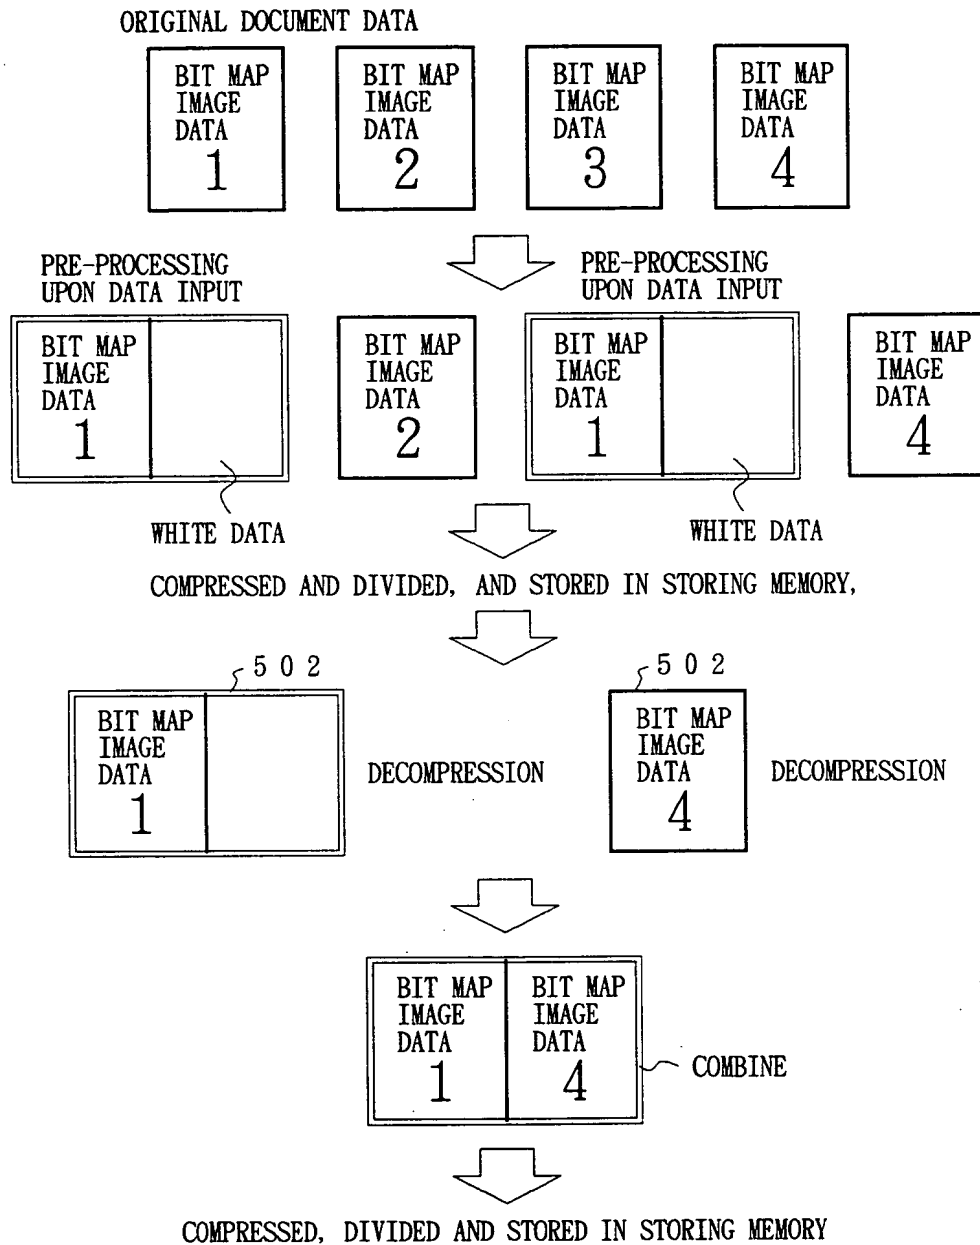 ORIGINAL DOCUMENT DATA
BIT MAP
IMAGE
DATA
1
BIT MAP
IMAGE
DATA
2
BIT MAP
IMAGE
DATA
3
BIT MAP
IMAGE
DATA
4
PRE-PROCESSING
UPON DATA INPUT
PRE-PROCESSING
UPON DATA INPUT
BIT MAP
IMAGE
DATA
1
BIT MAP
IMAGE
DATA
2
BIT MAP
IMAGE
DATA
1
BIT MAP
IMAGE
DATA
4
WHITE DATA
WHITE DATA
COMPRESSED AND DIVIDED, AND STORED IN STORING MEMORY,
502
502
BIT MAP
IMAGE
DATA
1
DECOMPRESSION
BIT MAP
IMAGE
DATA
4
DECOMPRESSION
BIT MAP
IMAGE
DATA
1
BIT MAP
IMAGE
DATA
4
COMBINE
COMPRESSED, DIVIDED AND STORED IN STORING MEMORY